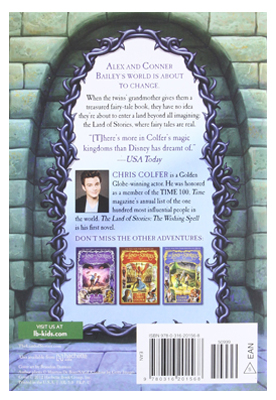 ALEX AND CONNER
BAILEY'S WORLD IS ABOUT
TO CHANGE.
When the twins' grandmother gives them a
treasured fairy-tale book, they have no idea
they're about to enter a land beyond all imagining:
the Land of Stories, where fairy tales are real.
"[T]here's more in Colfer's magic
kingdoms than Disney has dreamt of."
—USA Today
CHRIS COLFER is a Golden
Globe-winning actor. He was honored
as a member of the TIME 100, Time
magazine's annual list of the one
hundred most influential people in
the world. The Land of Stories: The Wishing Spell is
his first novel.
DON'T MISS THE OTHER ADVENTURES
VISIT US AT
lb-kids.com
EAN